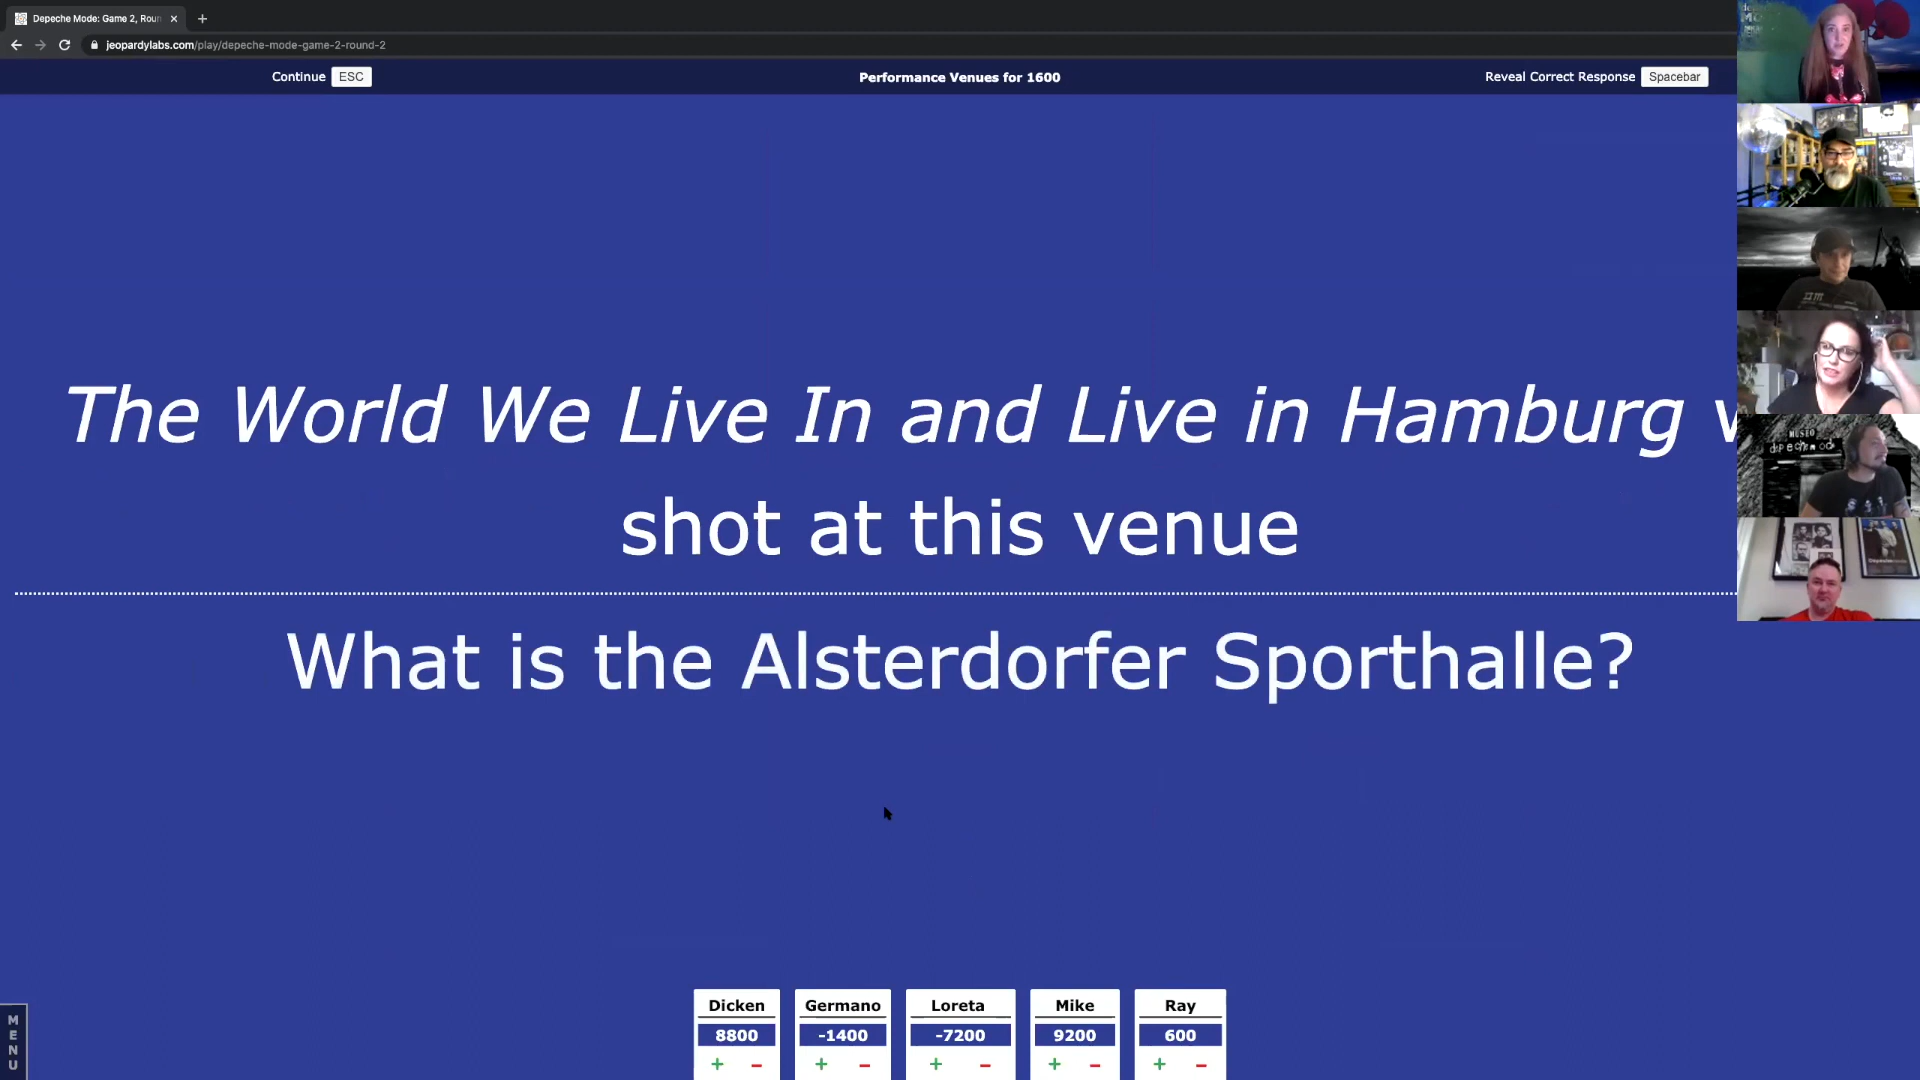 Depeche Mode: Game 2, Roun
jeopardylabs.com/play/depeche-mode-game-2-round-2
Continue ESC
Performance Venues for 1600
Reveal Correct Response Spacebar
The World We Live In and Live in Hamburg
shot at this venue
What is the Alsterdorfer Sporthalle?
MUSEO
depechemode
MENU
Dicken Germano Loreta Mike Ray
8800 -1400 -7200 9200 600
+ − + − + − + − + −